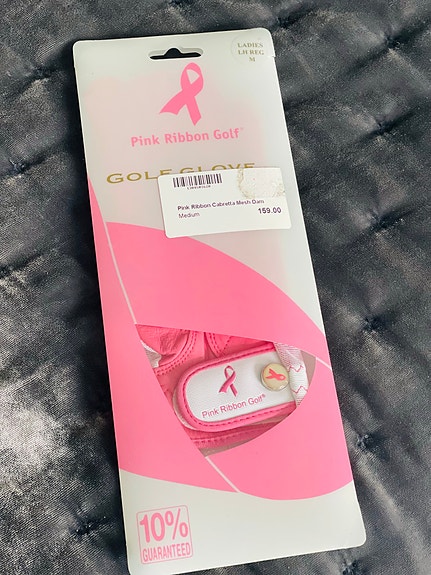 LADIES
LH REG
M
Pink Ribbon Golf™
GOLF GLOVE
Pink Ribbon Cabretta Mesh Dam
Medium
159.00
Pink Ribbon Golf®
10%
GUARANTEED